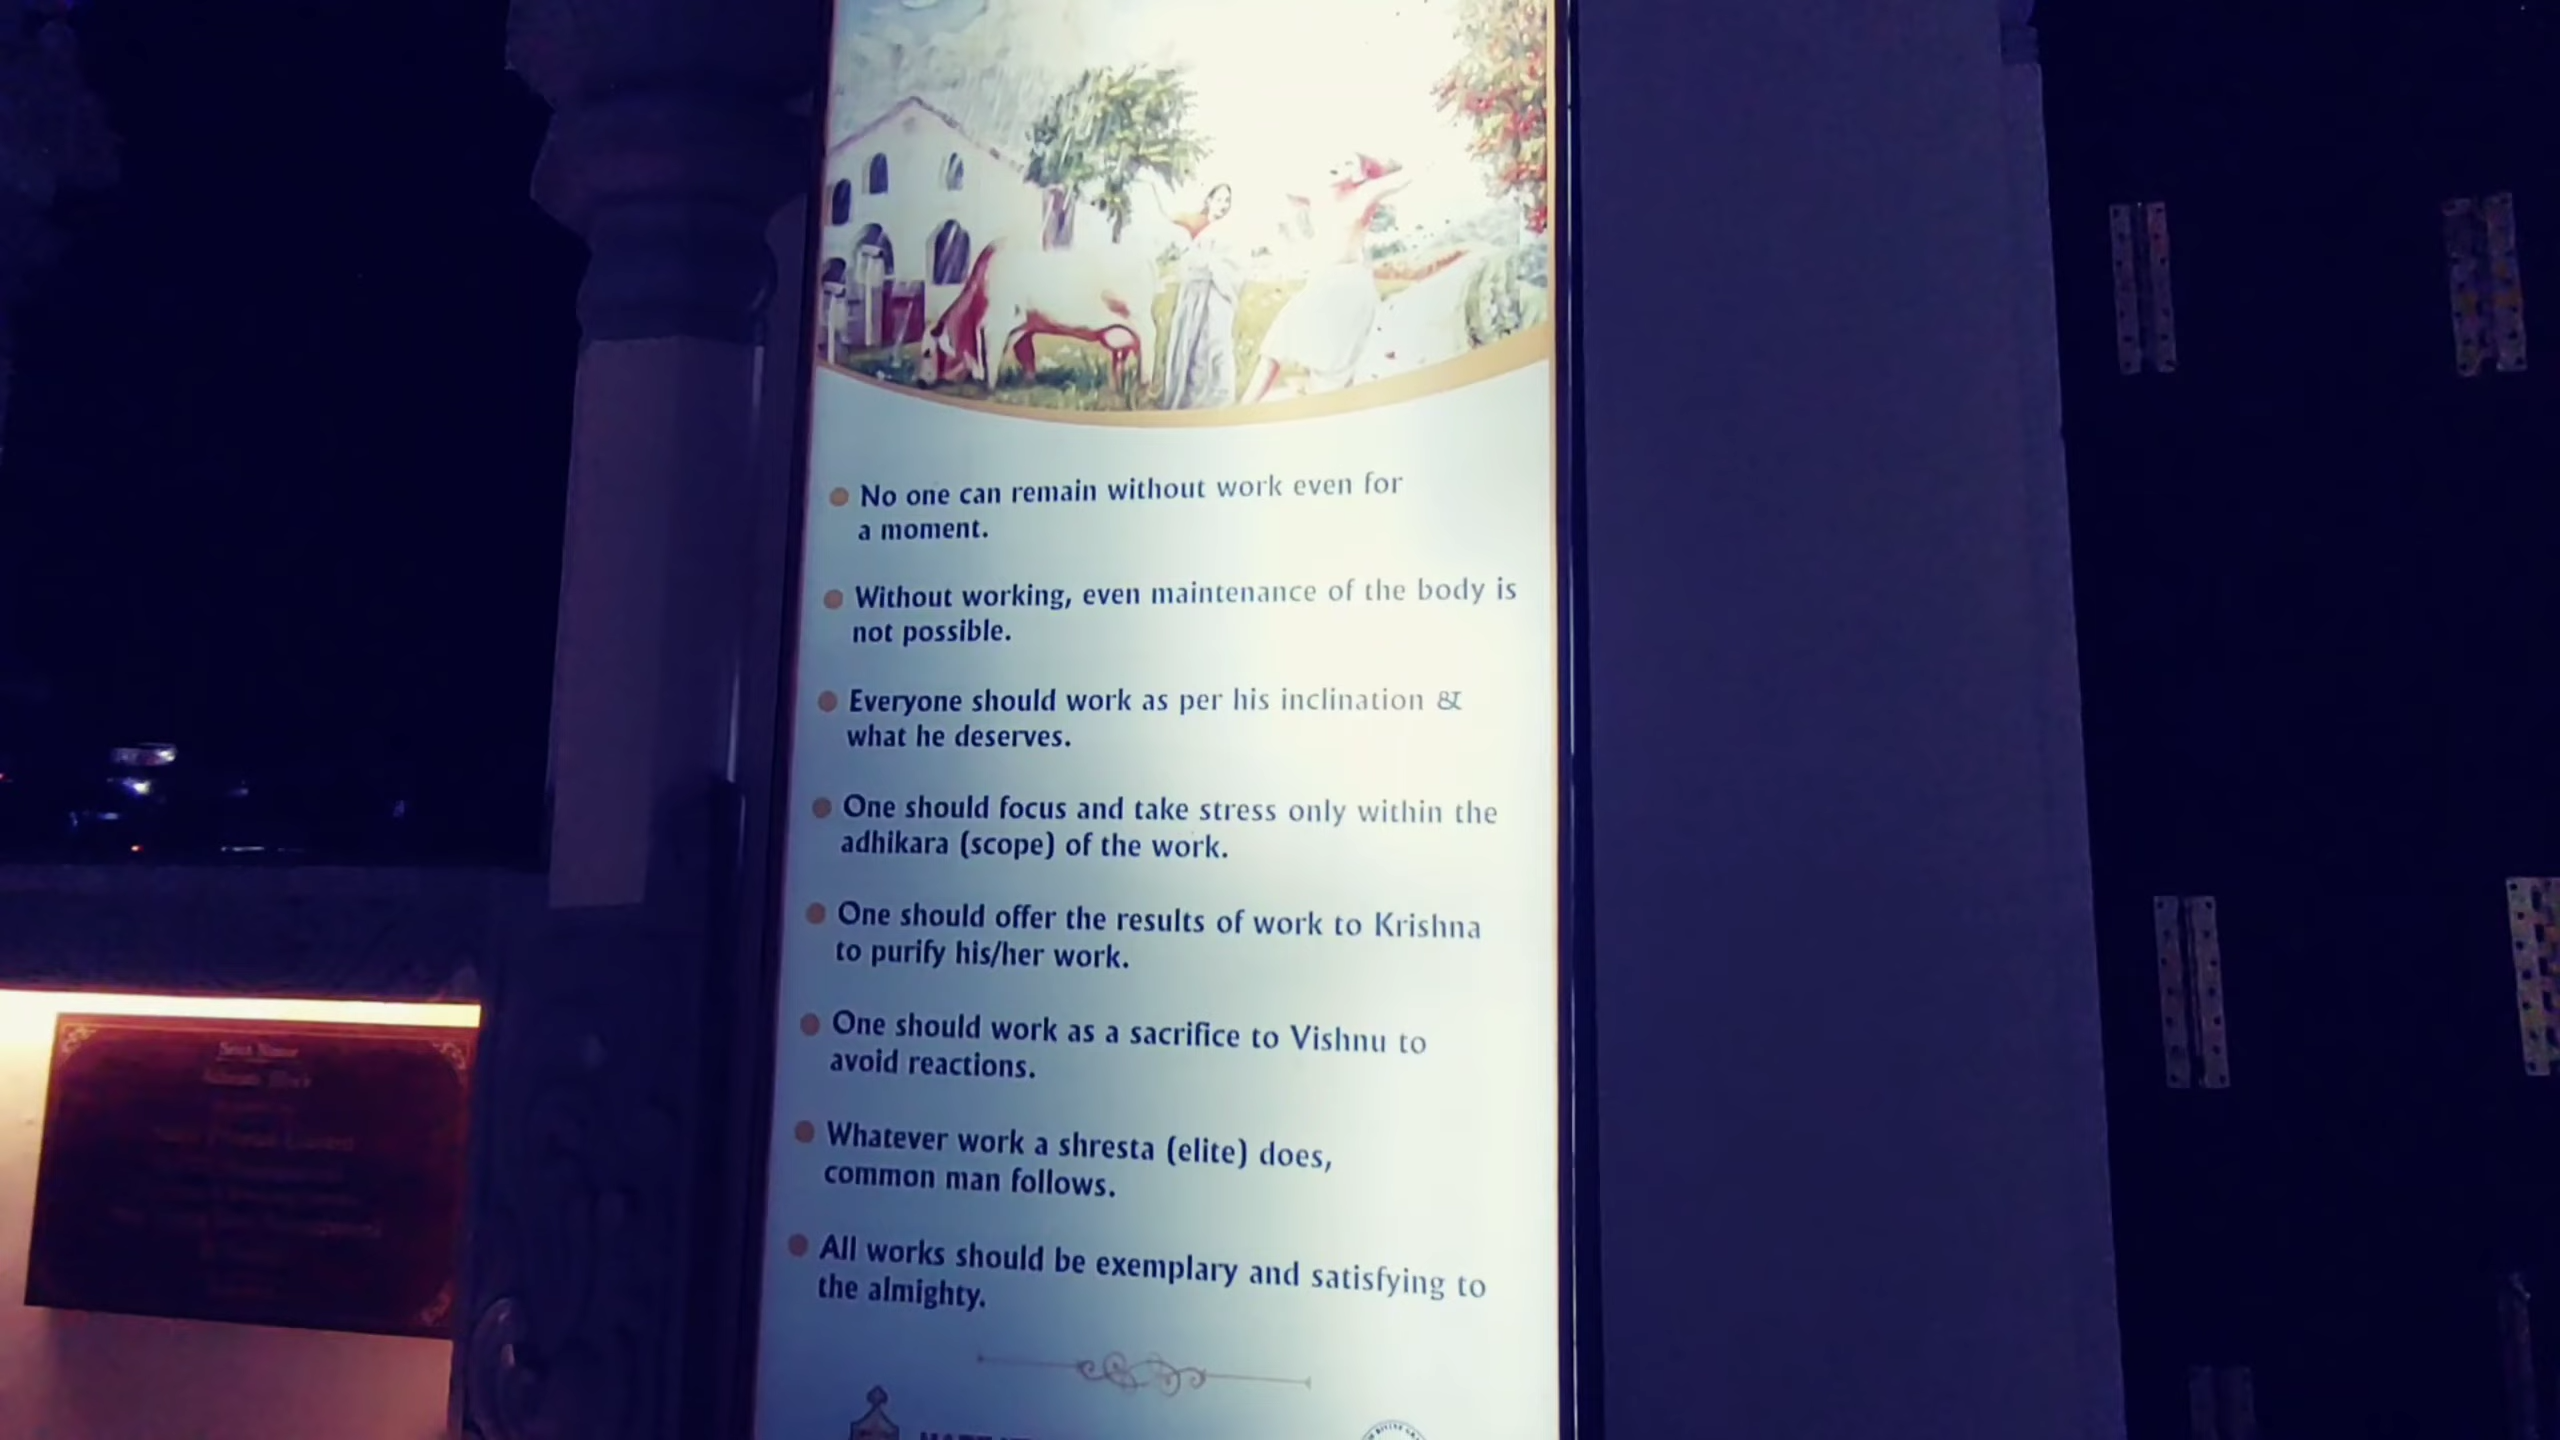 No one can remain without work even for
a moment.
Without working, even maintenance of the body is
not possible.
Everyone should work as per his inclination &
what he deserves.
One should focus and take stress only within the
adhikara (scope) of the work.
One should offer the results of work to Krishna
to purify his/her work.
One should work as a sacrifice to Vishnu to
avoid reactions.
Whatever work a shresta (elite) does,
common man follows.
All works should be exemplary and satisfying to
the almighty.